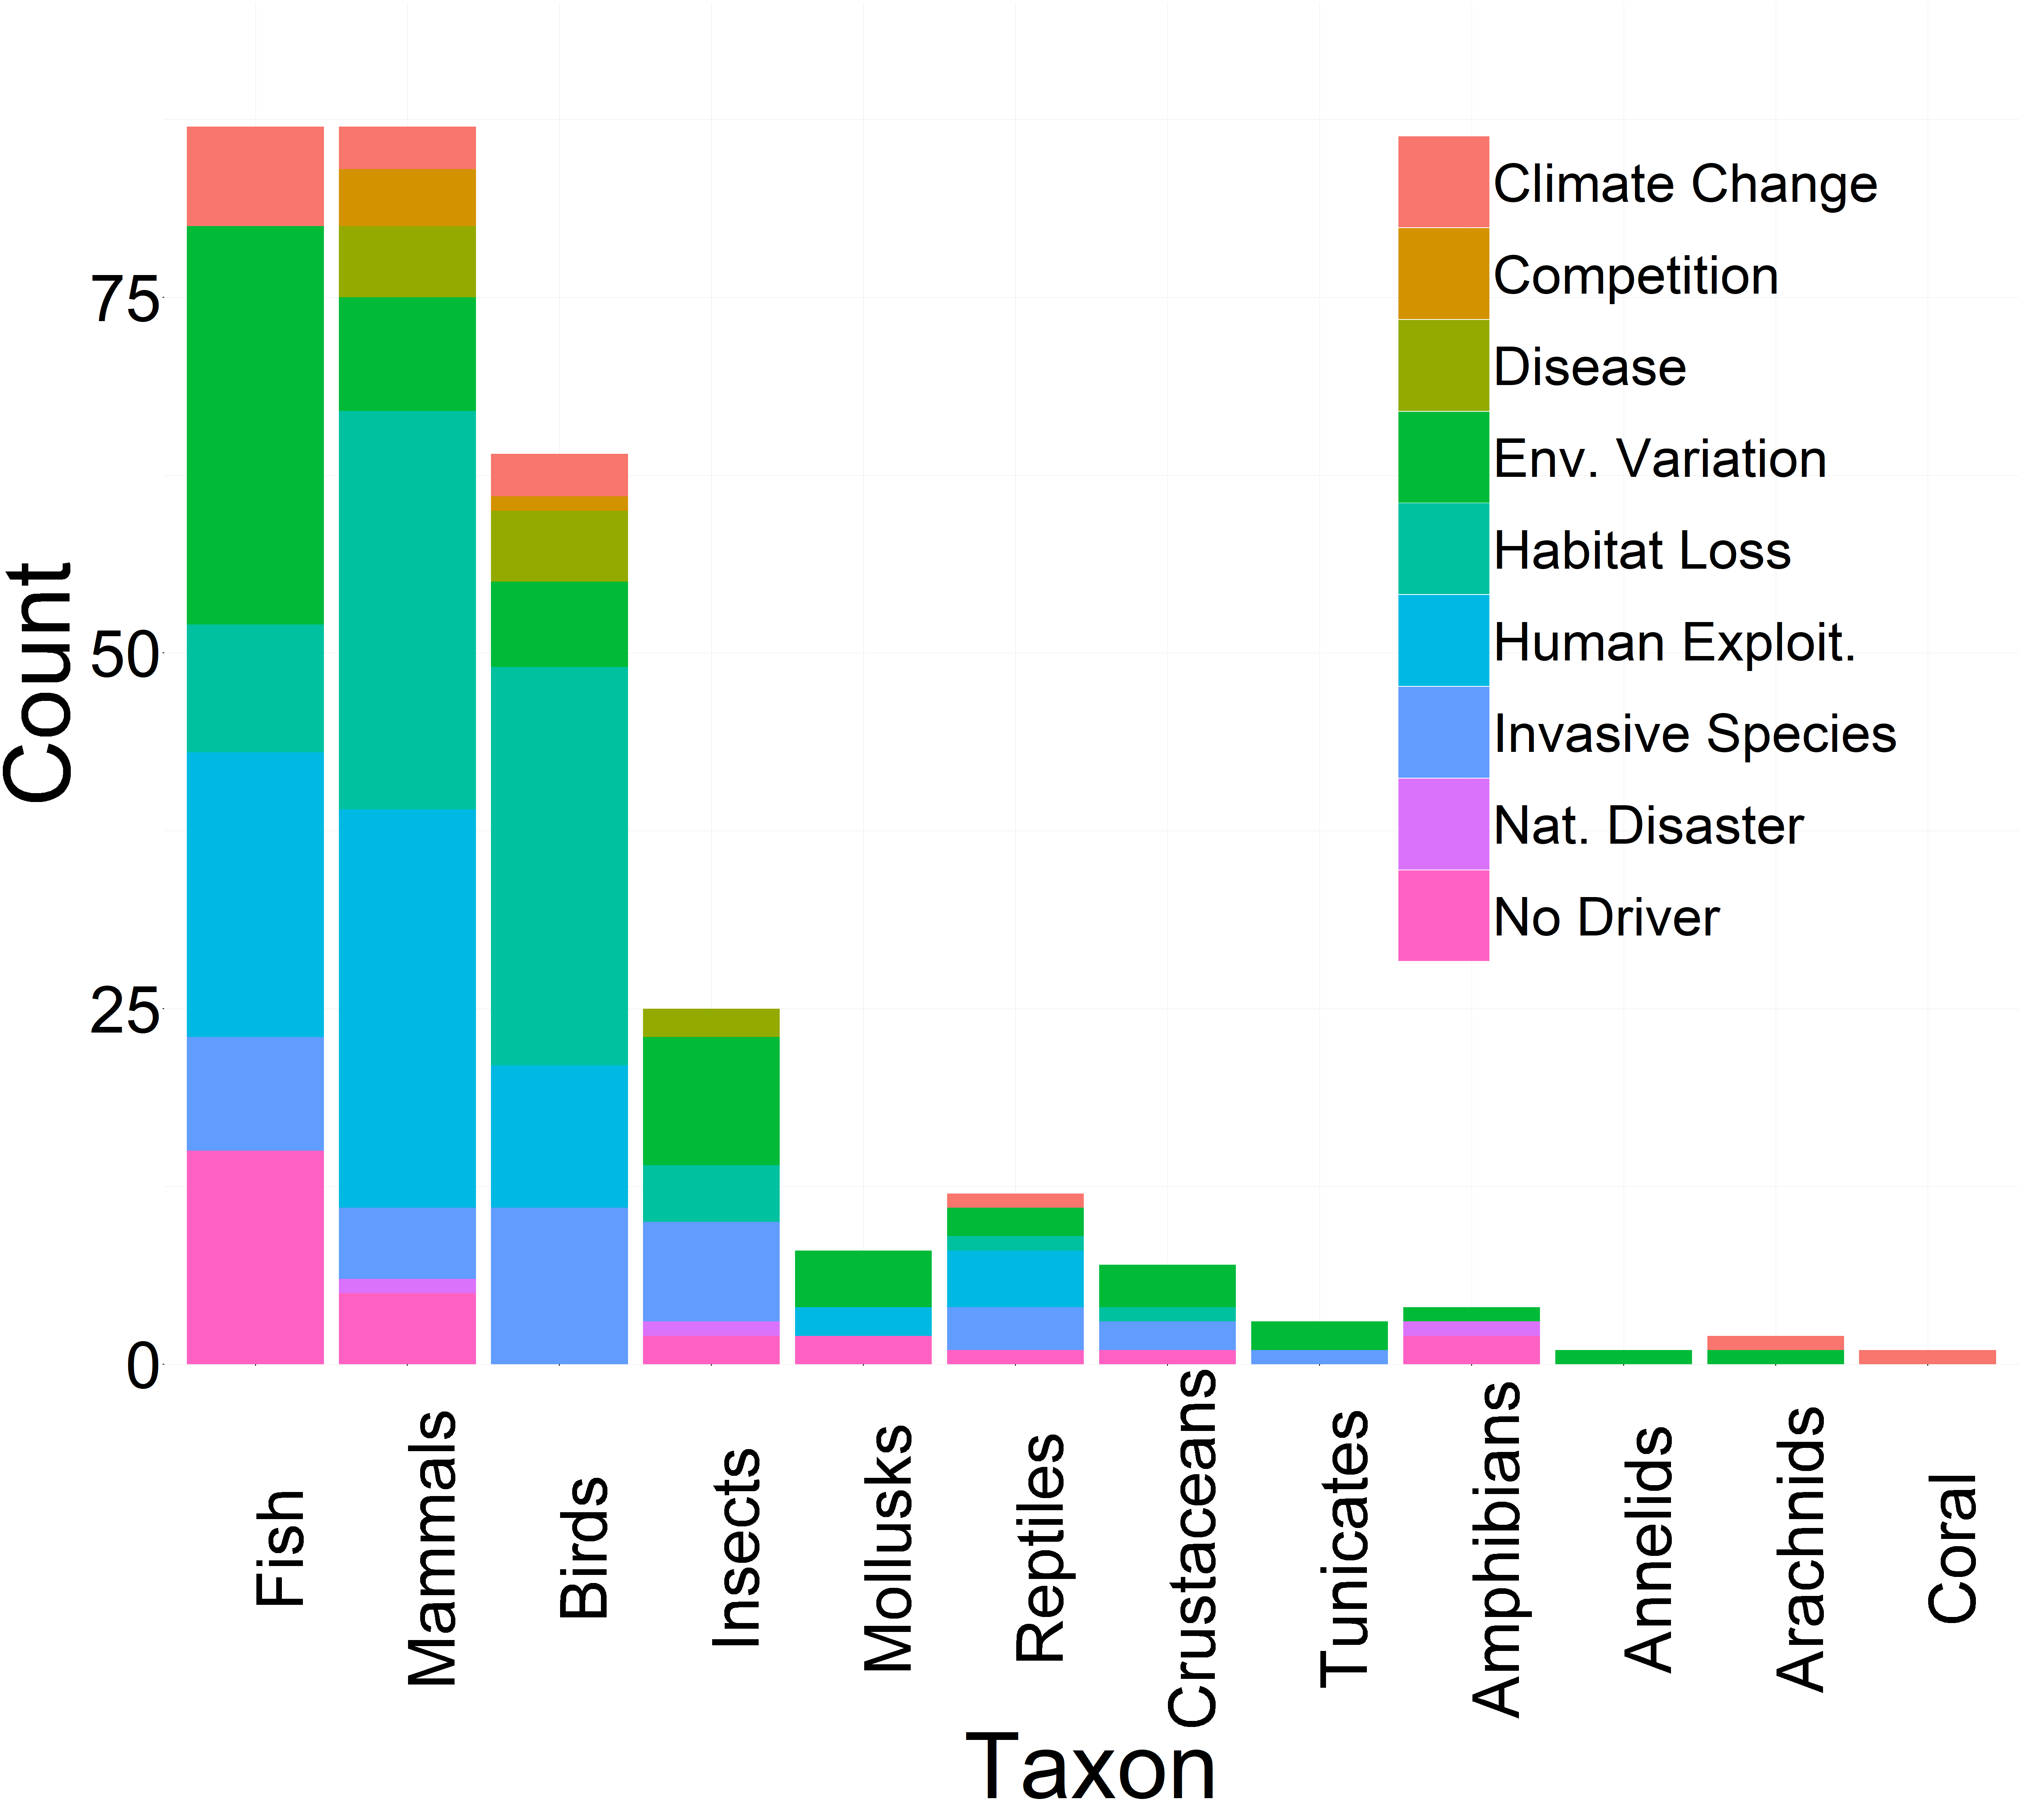 Count
75
50
25
0
Climate Change
Competition
Disease
Env. Variation
Habitat Loss
Human Exploit.
Invasive Species
Nat. Disaster
No Driver
Fish
Mammals
Birds
Insects
Mollusks
Reptiles
Crustaceans
Tunicates
Amphibians
Annelids
Arachnids
Coral
Taxon